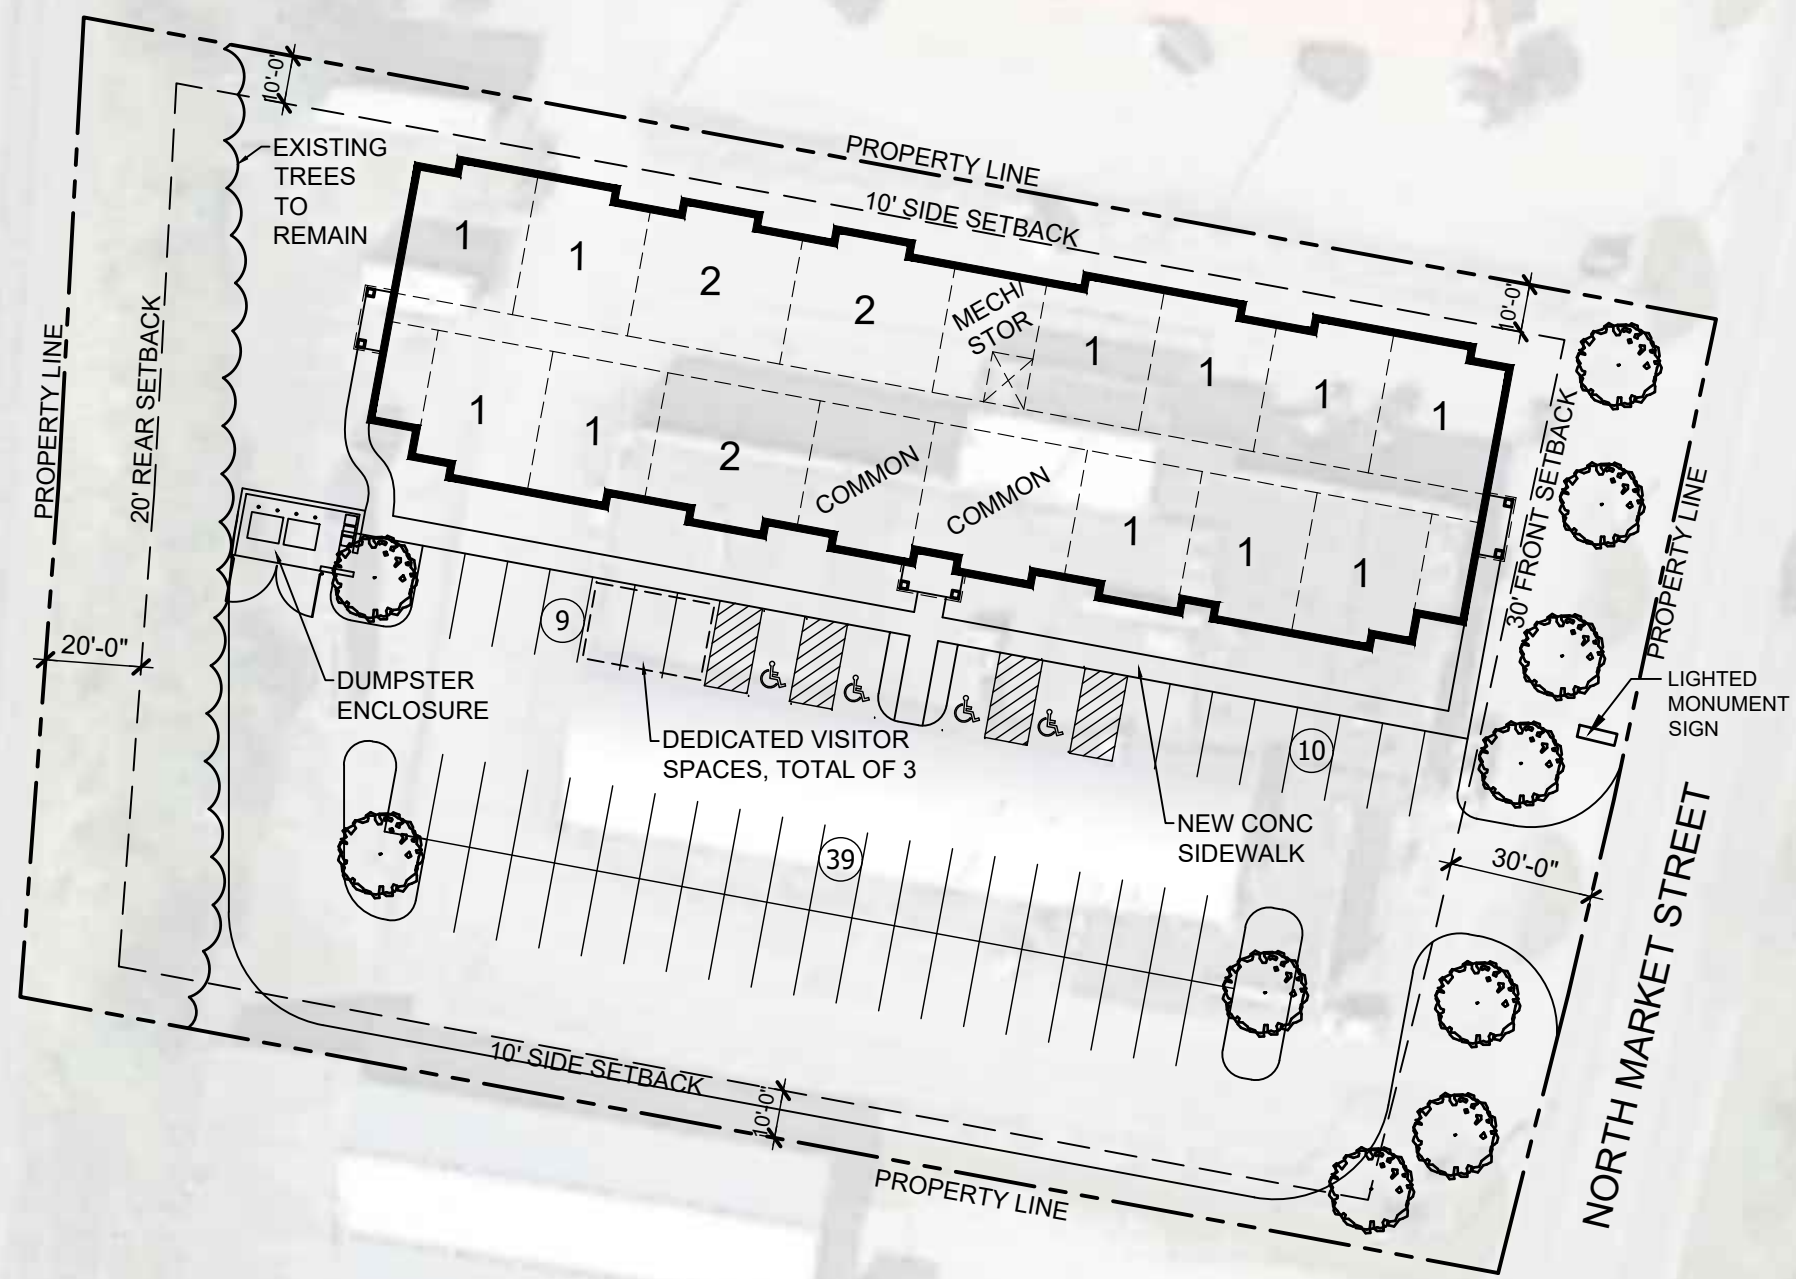 10'-0"
EXISTING
TREES
TO
REMAIN
PROPERTY LINE
10' SIDE SETBACK
10'-0"
1
1
2
2
MECH/
STOR
1
1
1
1
1
1
2
COMMON
COMMON
1
1
1
PROPERTY LINE
20' REAR SETBACK
20'-0"
30' FRONT SETBACK
PROPERTY LINE
9
DUMPSTER
ENCLOSURE
DEDICATED VISITOR
SPACES, TOTAL OF 3
10
LIGHTED
MONUMENT
SIGN
NEW CONC
SIDEWALK
39
30'-0"
NORTH MARKET STREET
10' SIDE SETBACK
10'-0"
PROPERTY LINE